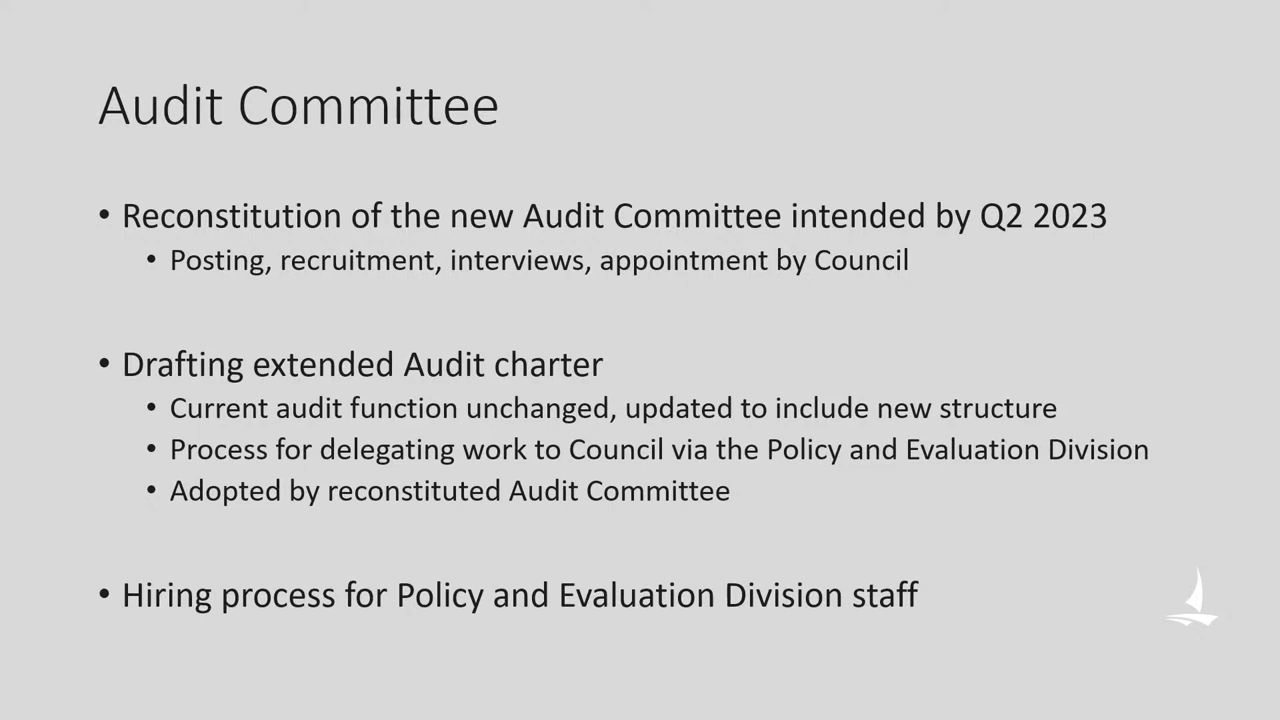 Audit Committee
• Reconstitution of the new Audit Committee intended by Q2 2023
• Posting, recruitment, interviews, appointment by Council
• Drafting extended Audit charter
• Current audit function unchanged, updated to include new structure
• Process for delegating work to Council via the Policy and Evaluation Division
• Adopted by reconstituted Audit Committee
• Hiring process for Policy and Evaluation Division staff